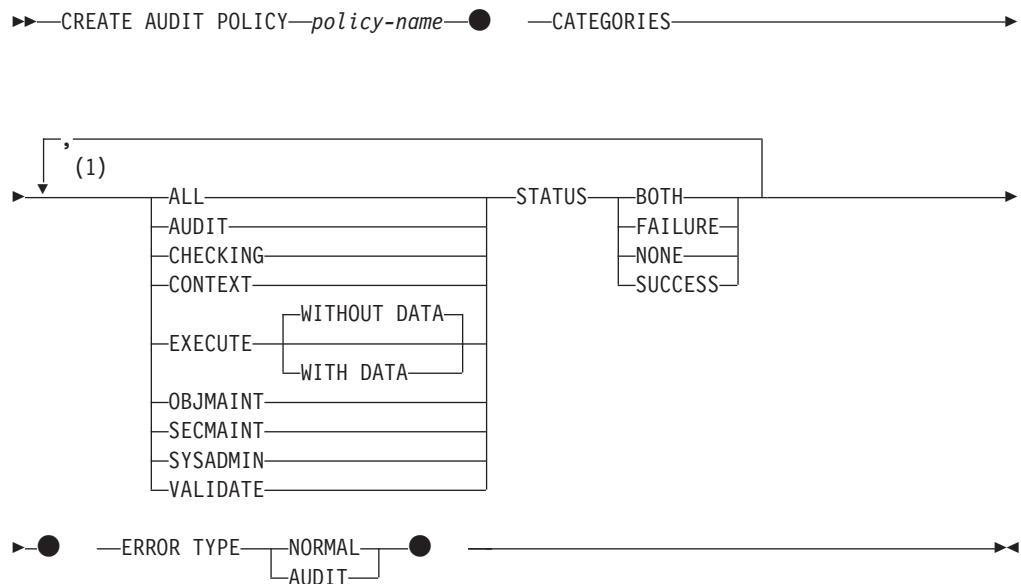 CREATE AUDIT POLICY policy-name CATEGORIES
,
(1)
ALL STATUS BOTH
AUDIT FAILURE
CHECKING NONE
CONTEXT SUCCESS
WITHOUT DATA
EXECUTE
WITH DATA
OBJMAINT
SECMAINT
SYSADMIN
VALIDATE
ERROR TYPE NORMAL
AUDIT